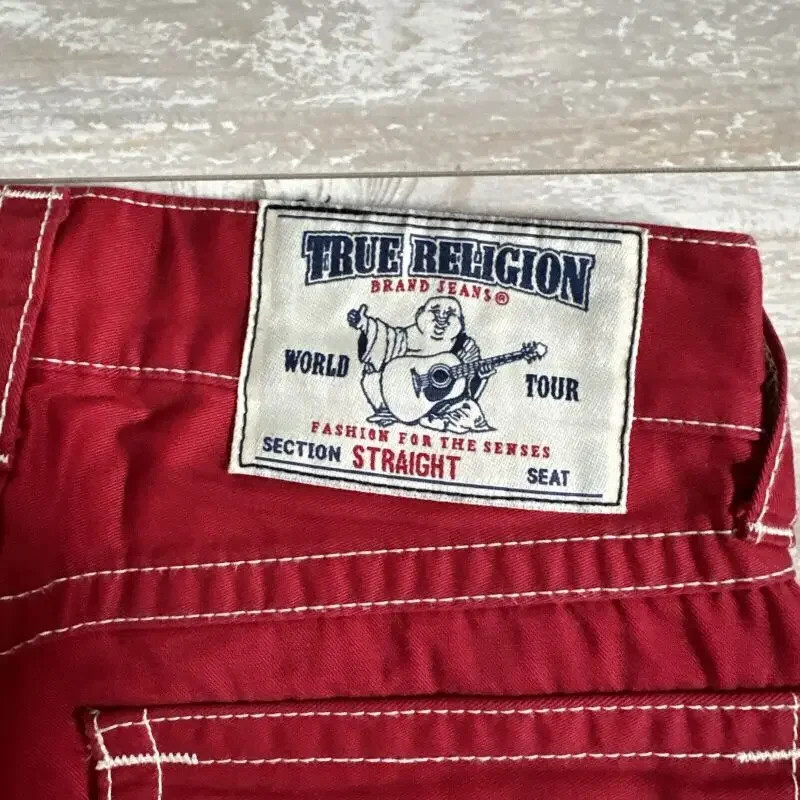 TRUE RELIGION
BRAND JEANS®
WORLD TOUR
FASHION FOR THE SENSES
SECTION STRAIGHT SEAT